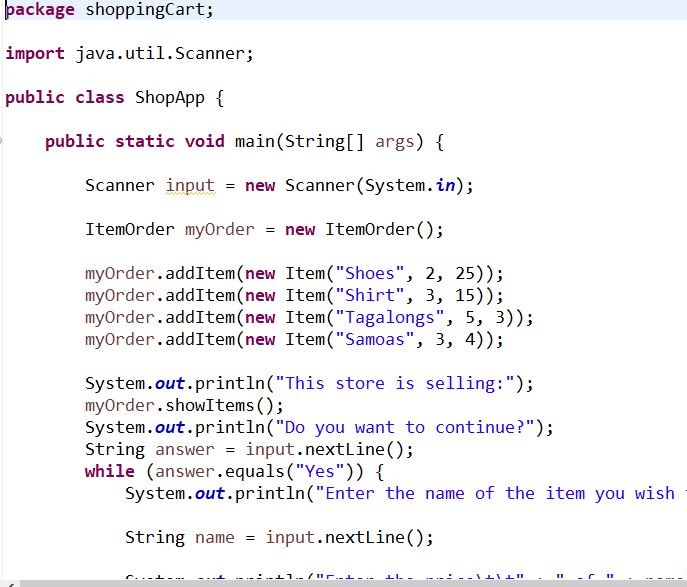 package shoppingCart;
import java.util.Scanner;
public class ShopApp {
public static void main(String[] args) {
Scanner input = new Scanner(System.in);
ItemOrder myOrder = new ItemOrder();
myOrder.addItem(new Item("Shoes", 2, 25));
myOrder.addItem(new Item("Shirt", 3, 15));
myOrder.addItem(new Item("Tagalongs", 5, 3));
myOrder.addItem(new Item("Samoas", 3, 4));
System.out.println("This store is selling:");
myOrder.showItems();
System.out.println("Do you want to continue?");
String answer = input.nextLine();
while (answer.equals("Yes")) {
System.out.println("Enter the name of the item you wish
String name = input.nextLine();